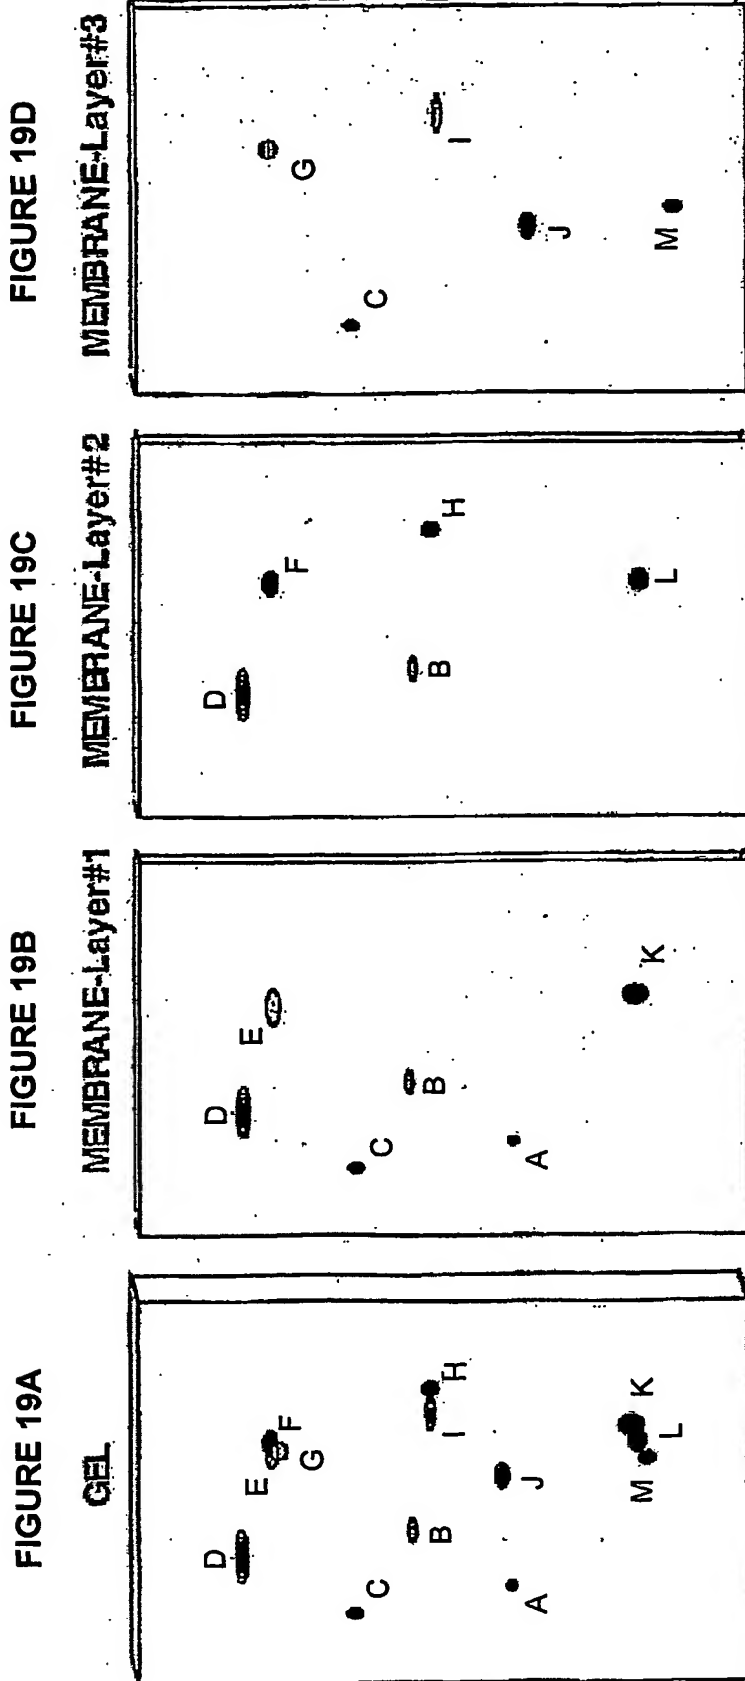 FIGURE 19A
GEL
D
E
F
G
C
B
I
H
J
A
M
K
L
FIGURE 19B
MEMBRANE-Layer#1
D
E
C
B
A
K
FIGURE 19C
MEMBRANE-Layer#2
D
F
B
H
L
FIGURE 19D
MEMBRANE-Layer#3
G
C
I
J
M